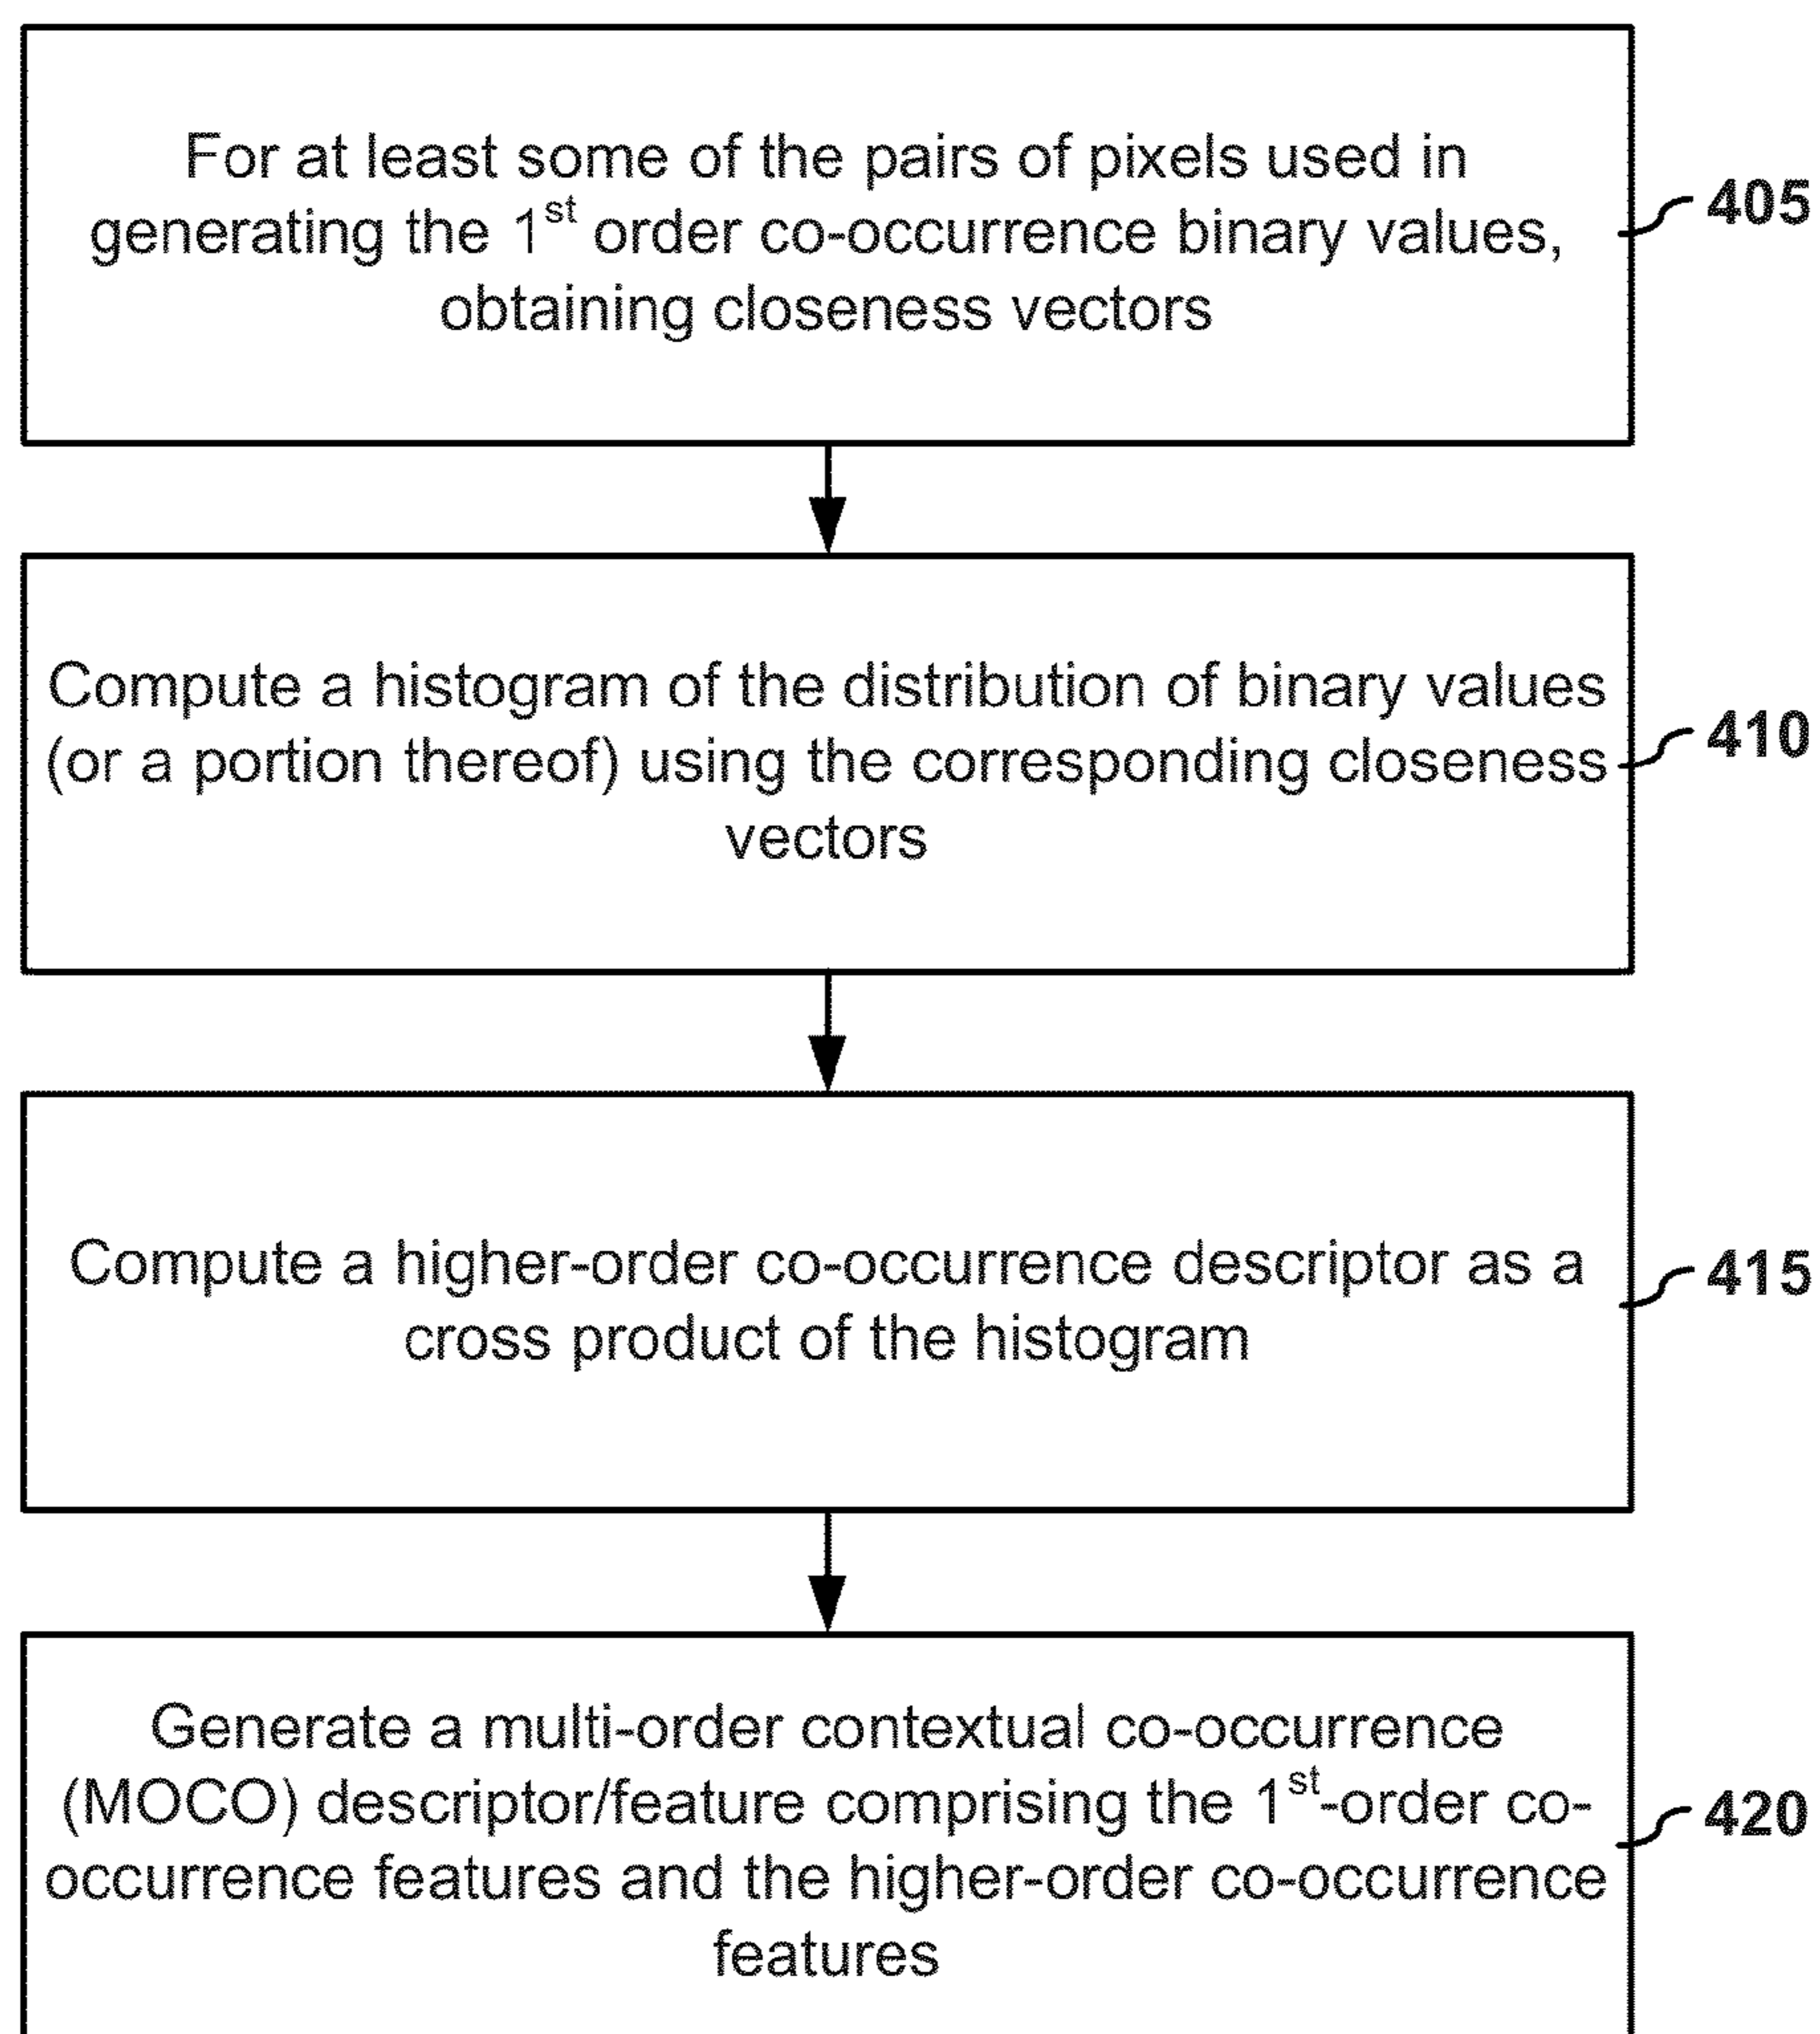 For at least some of the pairs of pixels used in
generating the 1st order co-occurrence binary values,
obtaining closeness vectors
405
Compute a histogram of the distribution of binary values
(or a portion thereof) using the corresponding closeness
vectors
410
Compute a higher-order co-occurrence descriptor as a
cross product of the histogram
415
Generate a multi-order contextual co-occurrence
(MOCO) descriptor/feature comprising the 1st-order co-
occurrence features and the higher-order co-occurrence
features
420